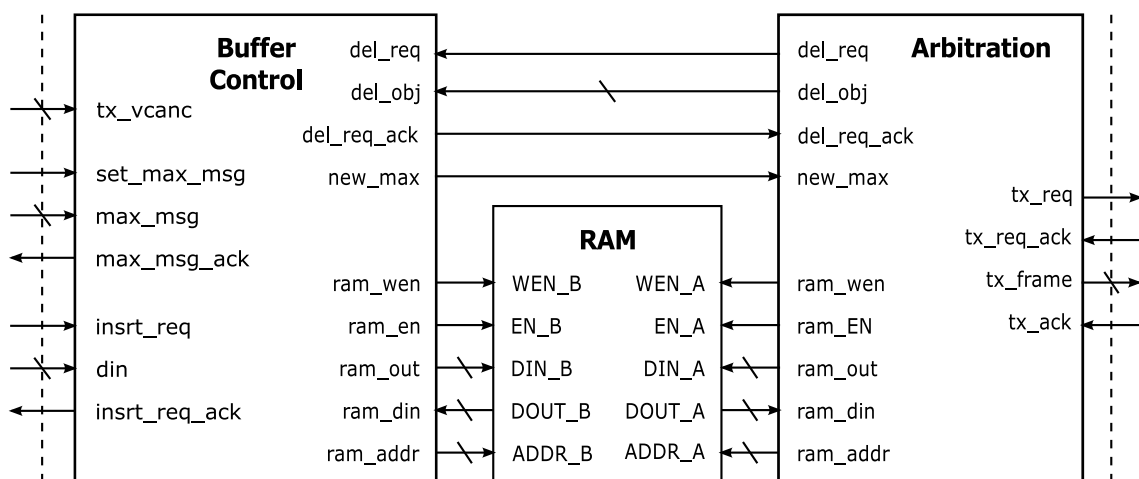 Buffer
Control
tx_vcanc
set_max_msg
max_msg
max_msg_ack
insrt_req
din
insrt_req_ack
del_req
del_obj
del_req_ack
new_max
ram_wen
ram_en
ram_out
ram_din
ram_addr
RAM
WEN_B WEN_A
EN_B EN_A
DIN_B DIN_A
DOUT_B DOUT_A
ADDR_B ADDR_A
Arbitration
del_req
del_obj
del_req_ack
new_max
ram_wen
ram_EN
ram_out
ram_din
ram_addr
tx_req
tx_req_ack
tx_frame
tx_ack